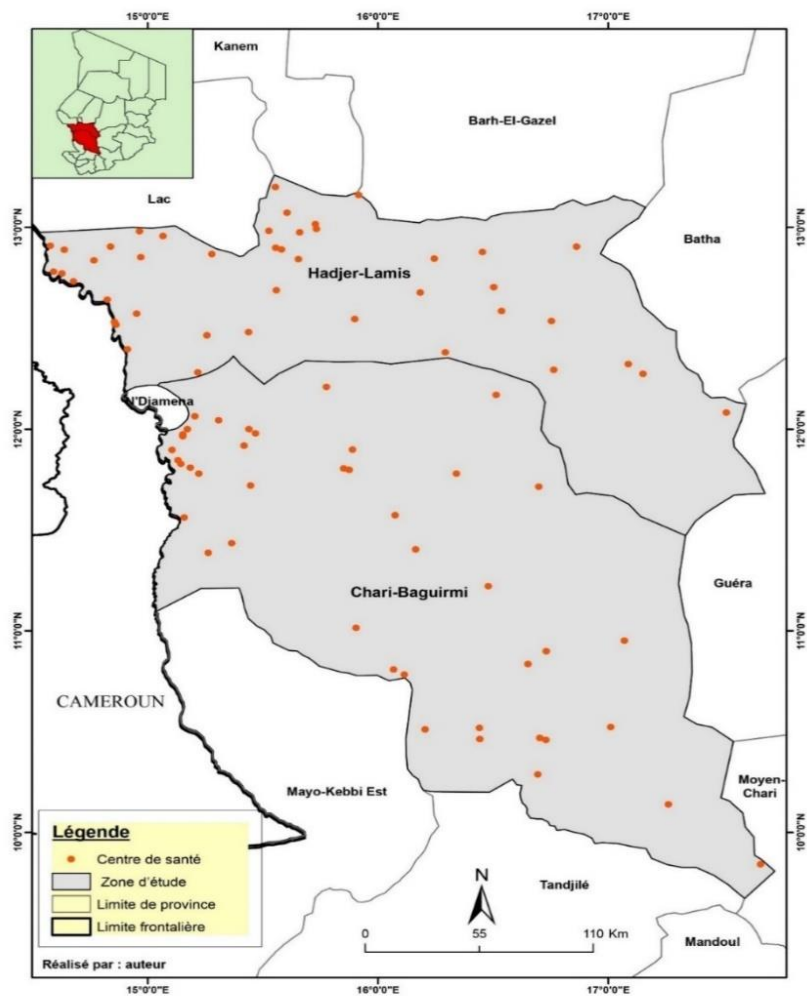 15°0'0"E 16°0'0"E 17°0'0"E
Kanem
Barh-El-Gazel
Lac
13°0'0"N 13°0'0"N
Batha
Hadjer-Lamis
N'Djamena
12°0'0"N 12°0'0"N
Guéra
Chari-Baguirmi
11°0'0"N 11°0'0"N
CAMEROUN
Mayo-Kebbi Est
Moyen-
Chari
Légende
10°0'0"N 10°0'0"N
Centre de santé
Zone d'étude
Limite de province
Limite frontalière
N
Tandjilé
0 55 110 Km
Mandoul
Réalisé par : auteur
15°0'0"E 16°0'0"E 17°0'0"E